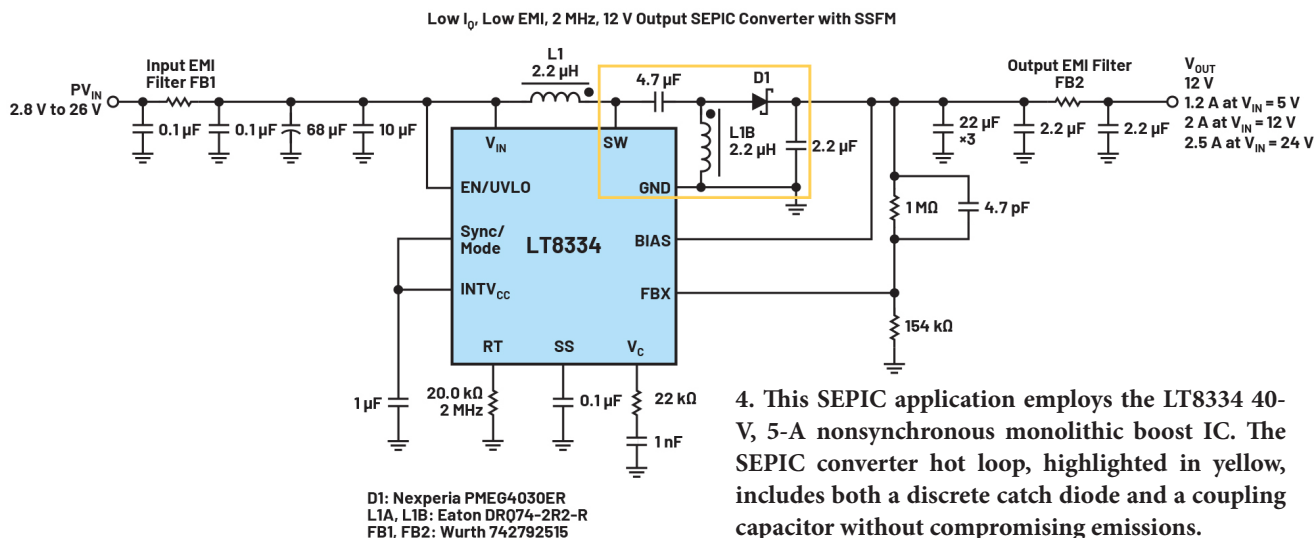 Low IQ, Low EMI, 2 MHz, 12 V Output SEPIC Converter with SSFM
PVIN
2.8 V to 26 V
Input EMI
Filter FB1
0.1 µF
0.1 µF
68 µF
10 µF
L1
2.2 µH
4.7 µF
D1
L1B
2.2 µH
2.2 µF
Output EMI Filter
FB2
22 µF
×3
2.2 µF
2.2 µF
VOUT
12 V
1.2 A at VIN = 5 V
2 A at VIN = 12 V
2.5 A at VIN = 24 V
VIN
SW
EN/UVLO
GND
Sync/
Mode
LT8334
BIAS
INTVCC
FBX
RT
SS
VC
1 MΩ
4.7 pF
154 kΩ
1 µF
20.0 kΩ
2 MHz
0.1 µF
22 kΩ
1 nF
D1: Nexperia PMEG4030ER
L1A, L1B: Eaton DRQ74-2R2-R
FB1, FB2: Wurth 742792515
4. This SEPIC application employs the LT8334 40-
V, 5-A nonsynchronous monolithic boost IC. The
SEPIC converter hot loop, highlighted in yellow,
includes both a discrete catch diode and a coupling
capacitor without compromising emissions.